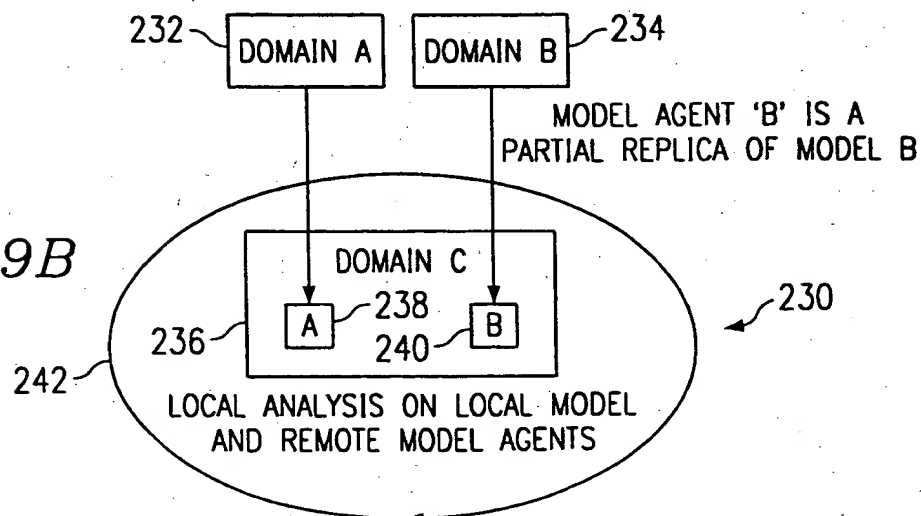 232
DOMAIN A
DOMAIN B
234
MODEL AGENT 'B' IS A
PARTIAL REPLICA OF MODEL B
9B
DOMAIN C
A
238
B
240
236
230
242
LOCAL ANALYSIS ON LOCAL MODEL
AND REMOTE MODEL AGENTS